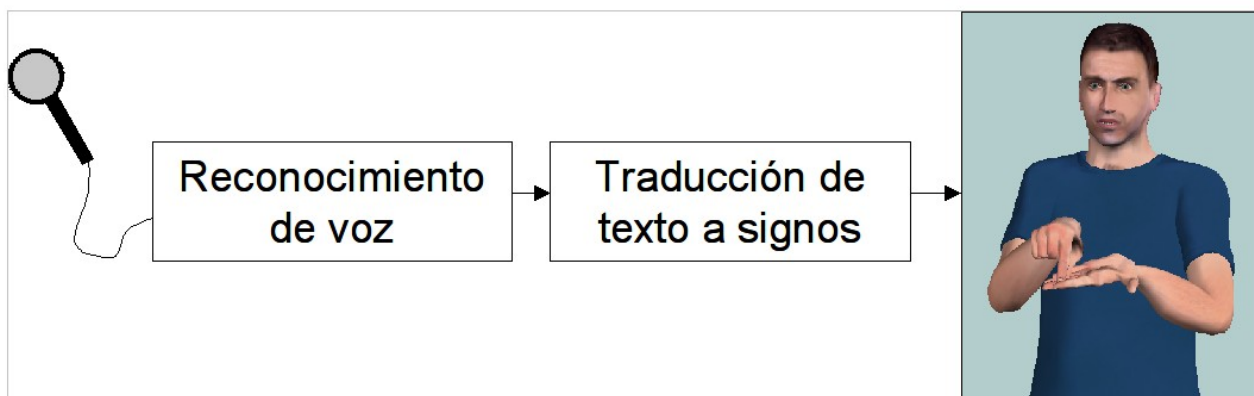 Reconocimiento
de voz
Traducción de
texto a signos